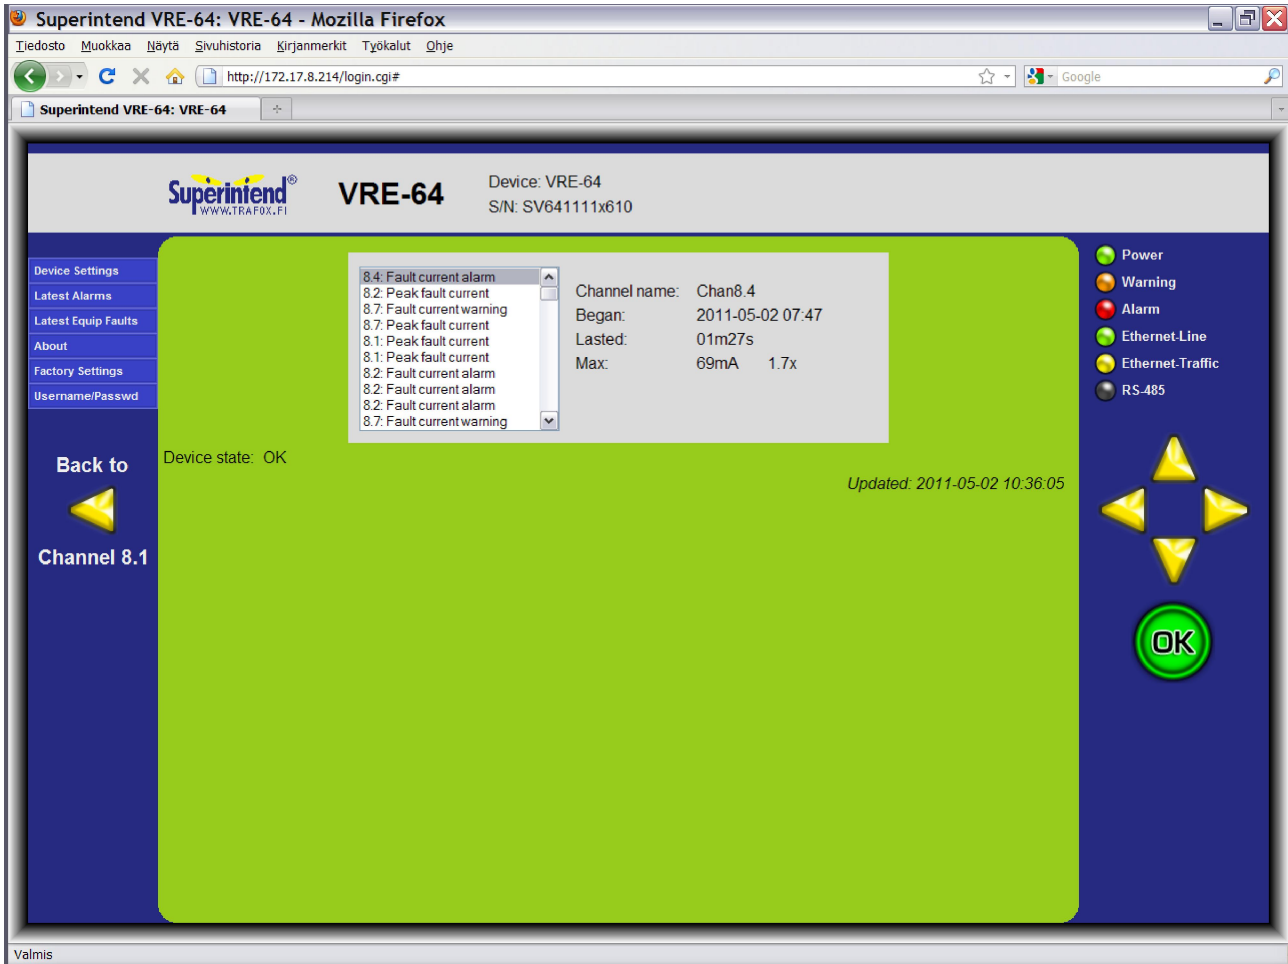 Superintend VRE-64: VRE-64 - Mozilla Firefox
Tiedosto Muokkaa Näytä Sivuhistoria Kirjanmerkit Työkalut Ohje
http://172.17.8.214/login.cgi#
Google
Superintend VRE-64: VRE-64
Superintend®
WWW.TRAFOX.FI
VRE-64
Device: VRE-64
S/N: SV641111x610
Device Settings
Latest Alarms
Latest Equip Faults
About
Factory Settings
Username/Passwd
Back to
Channel 8.1
8.4: Fault current alarm
8.2: Peak fault current
8.7: Fault current warning
8.7: Peak fault current
8.1: Peak fault current
8.1: Peak fault current
8.2: Fault current alarm
8.2: Fault current alarm
8.2: Fault current alarm
8.7: Fault current warning
Channel name: Chan8.4
Began: 2011-05-02 07:47
Lasted: 01m27s
Max: 69mA 1.7x
Device state: OK
Updated: 2011-05-02 10:36:05
Power
Warning
Alarm
Ethernet-Line
Ethernet-Traffic
RS-485
OK
Valmis